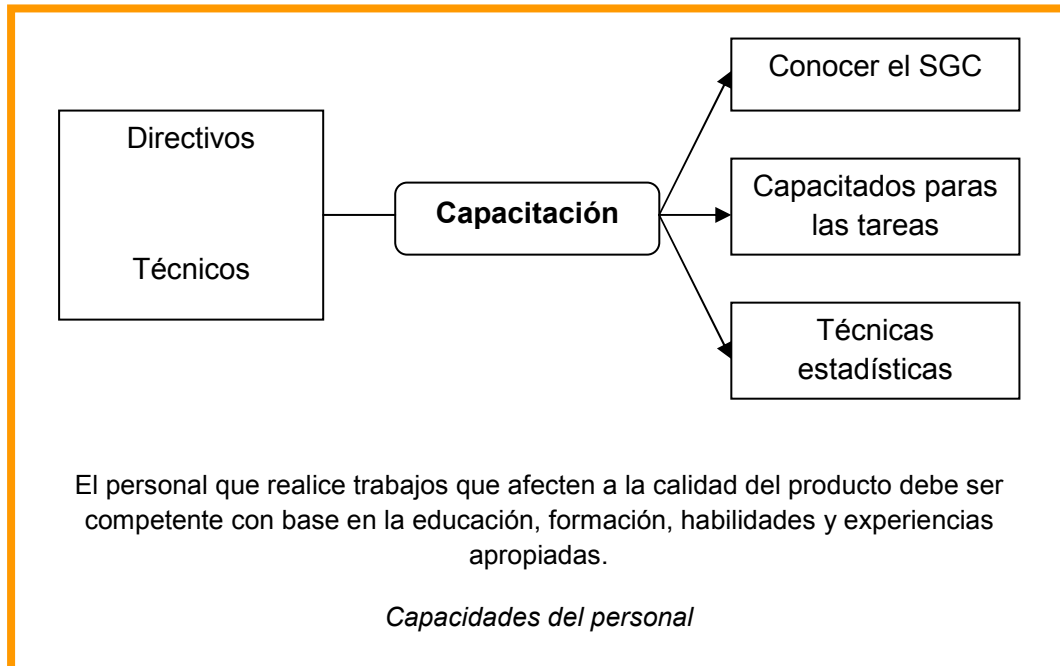 Directivos
Técnicos
Capacitación
Conocer el SGC
Capacitados paras
las tareas
Técnicas
estadísticas
El personal que realice trabajos que afecten a la calidad del producto debe ser
competente con base en la educación, formación, habilidades y experiencias
apropiadas.
Capacidades del personal